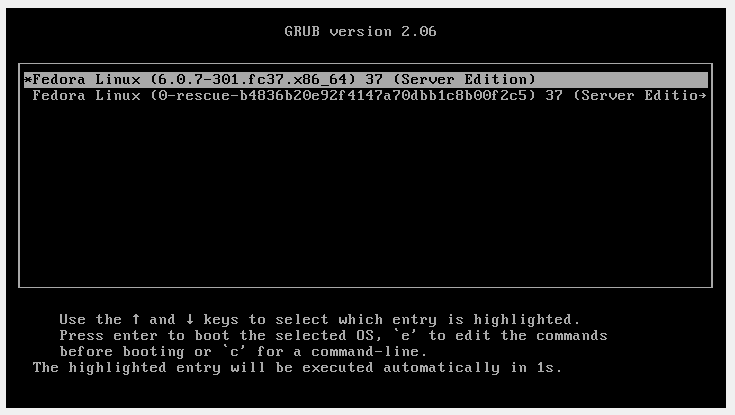 GRUB version 2.06
*Fedora Linux (6.0.7-301.fc37.x86_64) 37 (Server Edition)
Fedora Linux (0-rescue-b4836b20e92f4147a70dbb1c8b00f2c5) 37 (Server Editio→
Use the ↑ and ↓ keys to select which entry is highlighted.
Press enter to boot the selected OS, `e' to edit the commands
before booting or `c' for a command-line.
The highlighted entry will be executed automatically in 1s.